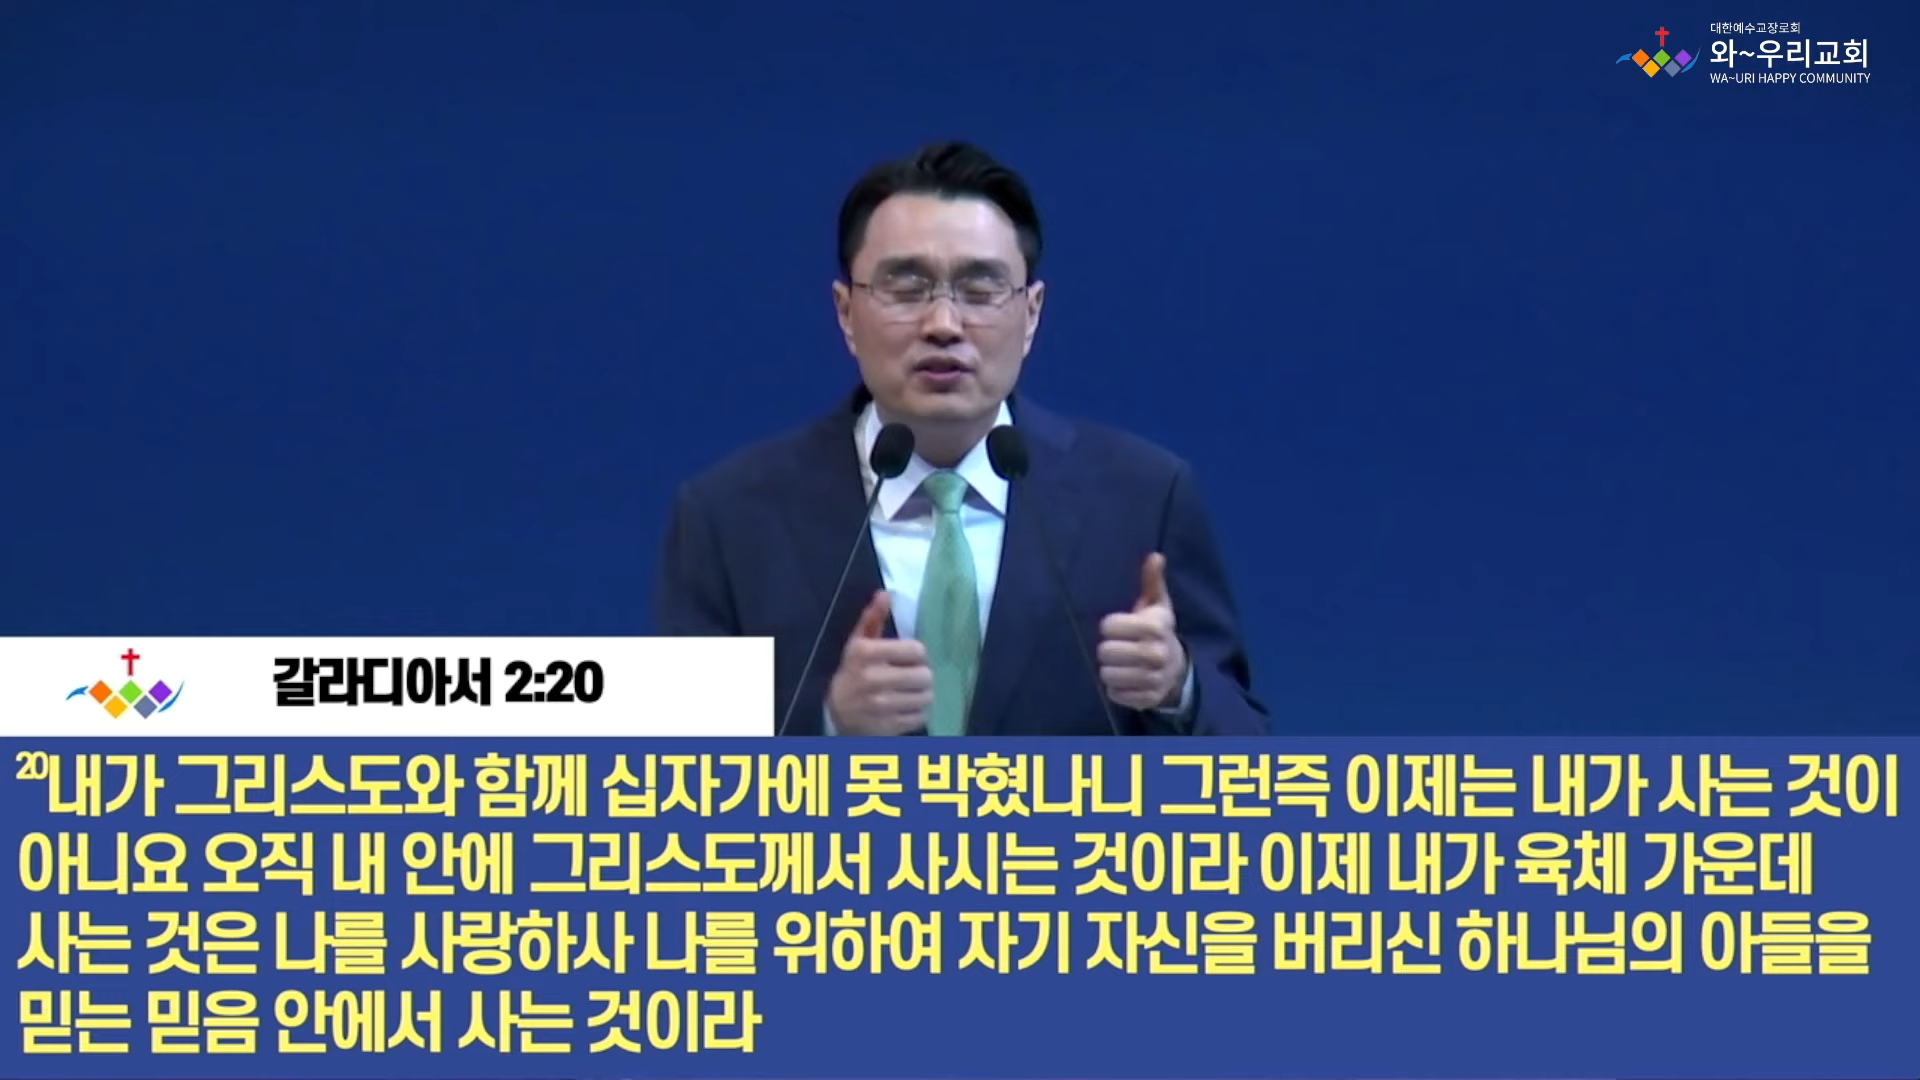 대한예수교장로회
와~우리교회
WA~URI HAPPY COMMUNITY
갈라디아서 2:20
20내가 그리스도와 함께 십자가에 못 박혔나니 그런즉 이제는 내가 사는 것이
아니요 오직 내 안에 그리스도께서 사시는 것이라 이제 내가 육체 가운데
사는 것은 나를 사랑하사 나를 위하여 자기 자신을 버리신 하나님의 아들을
믿는 믿음 안에서 사는 것이라